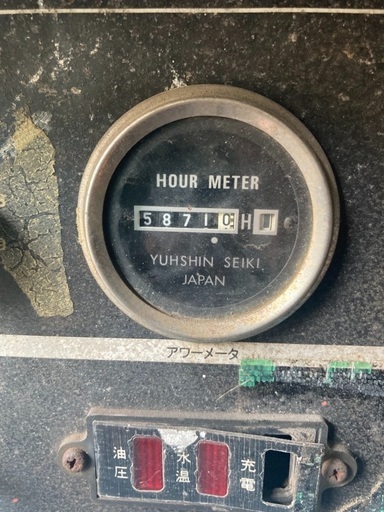 HOUR METER
58710 H
YUHSHIN SEIKI
JAPAN
アワーメータ
油圧 水温 充電